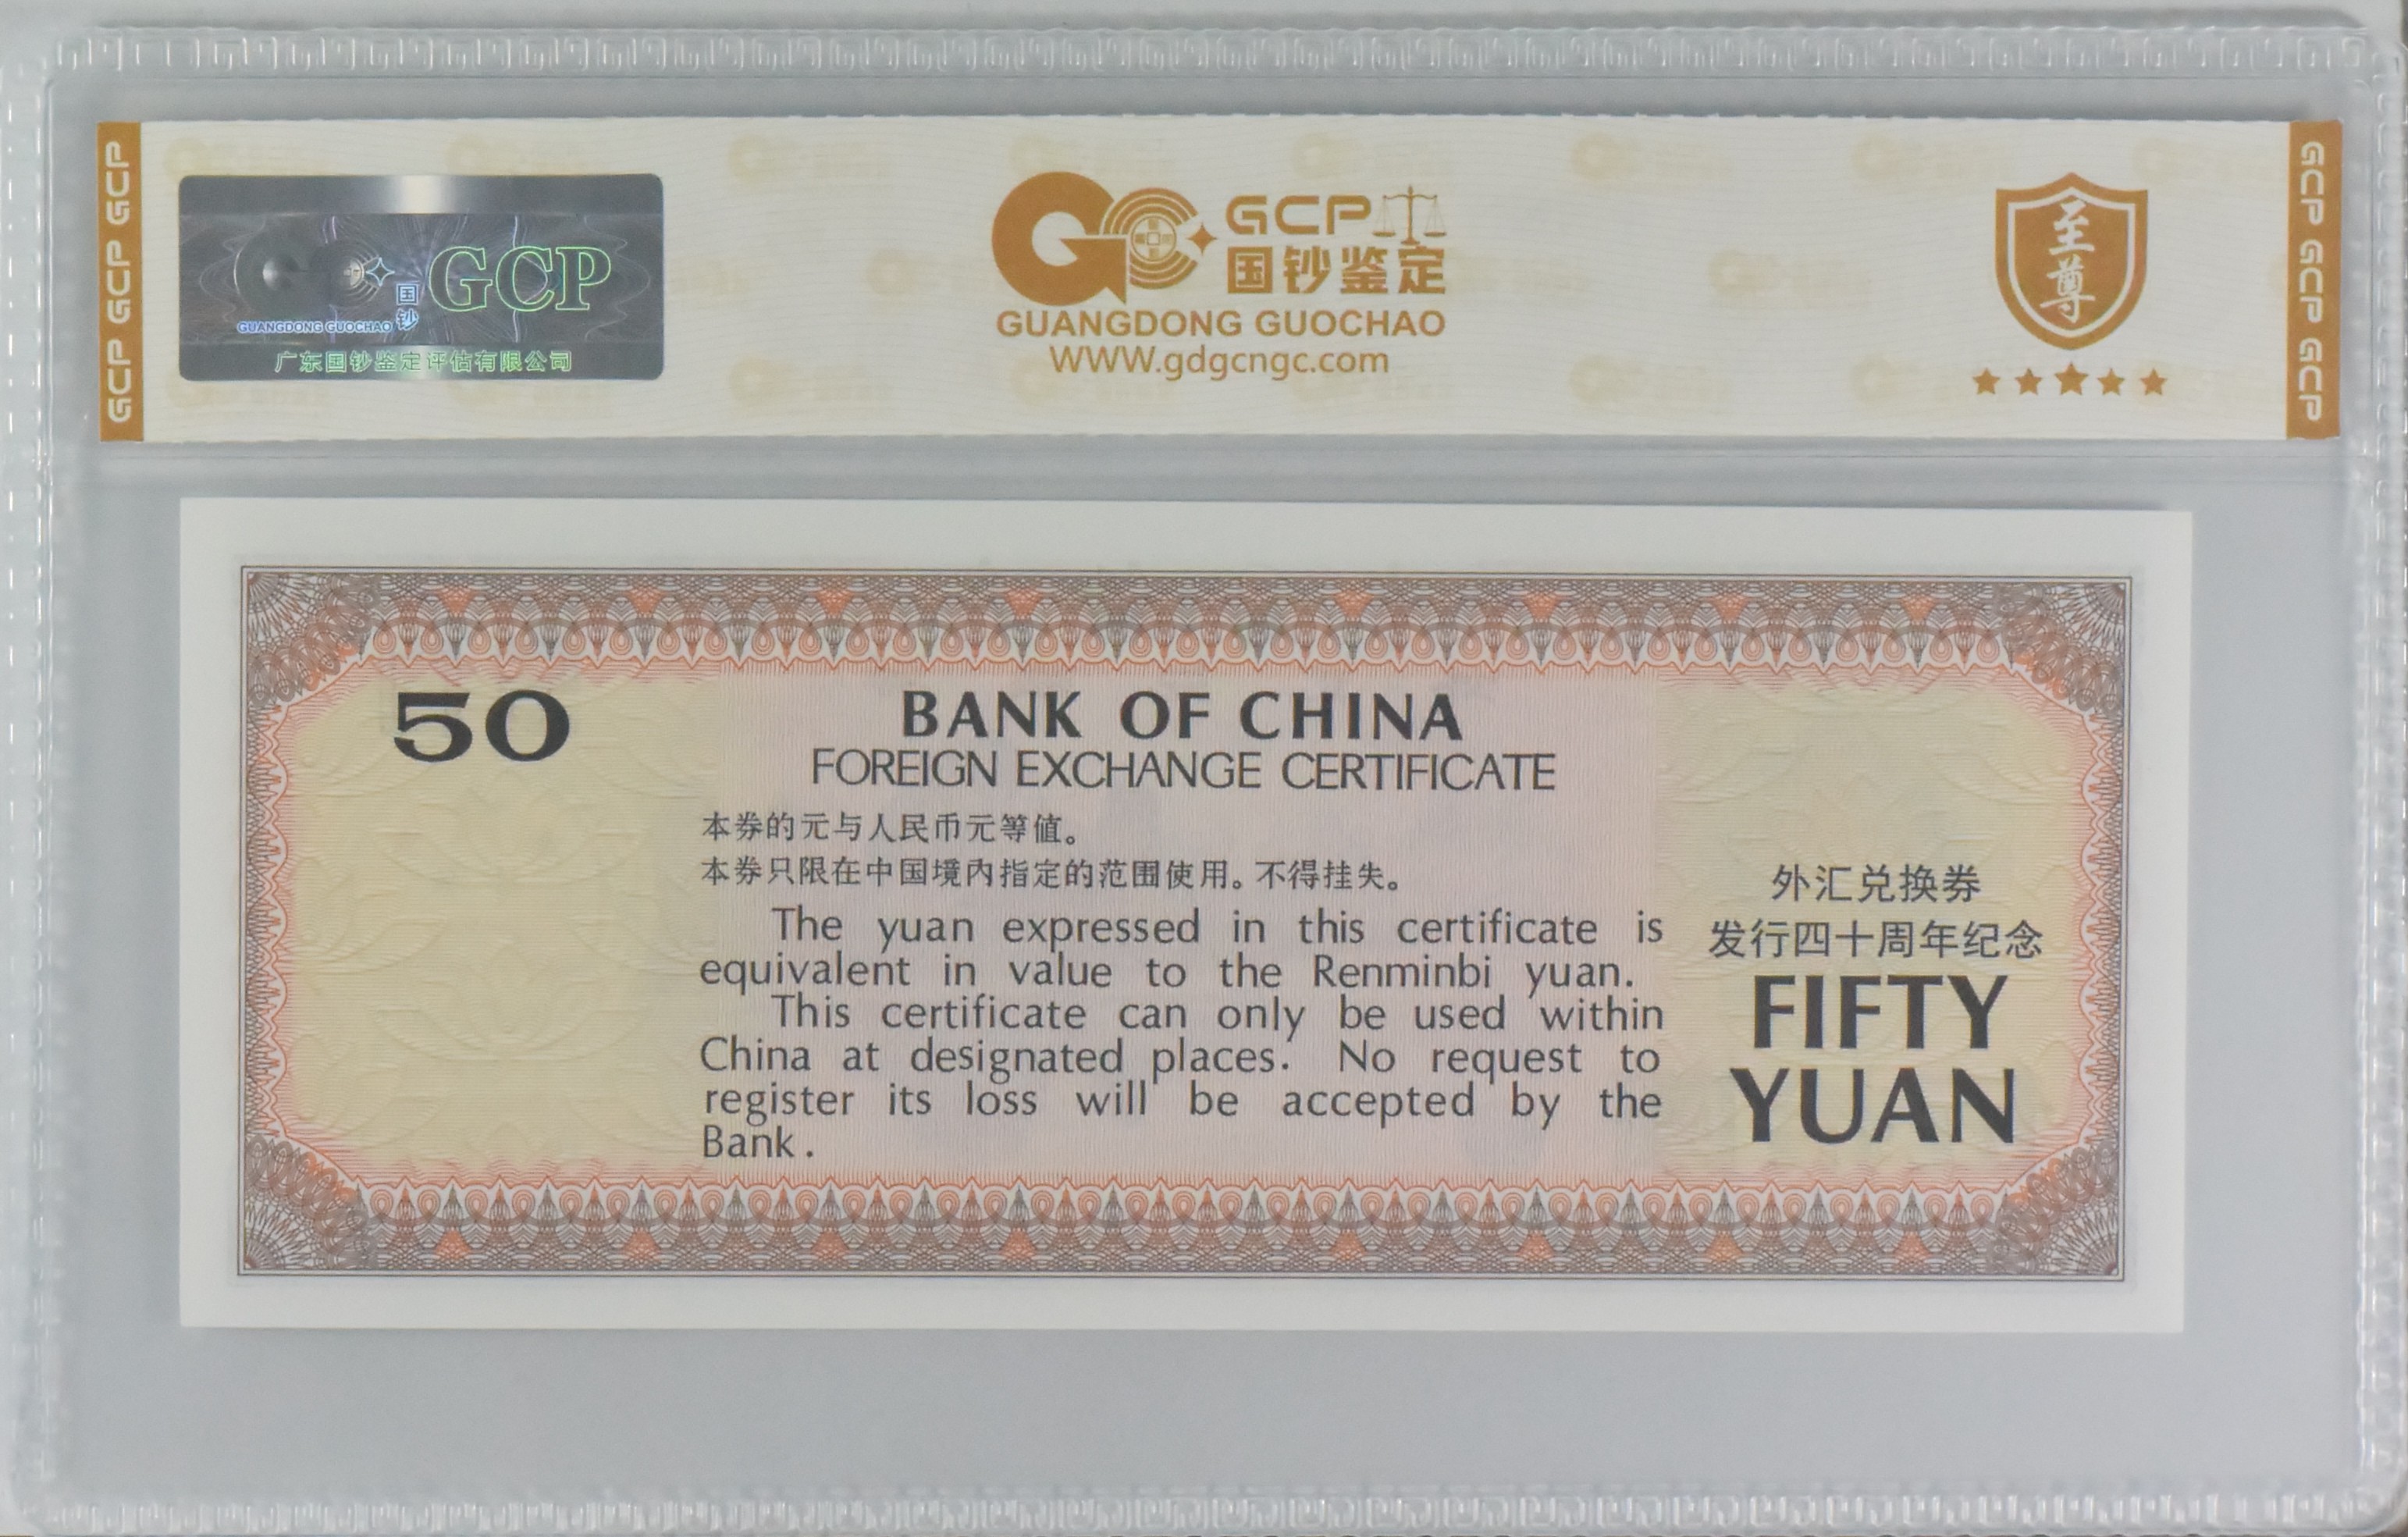 GCP GCP GCP
国钞
GCP
GUANGDONG GUOCHAO
广东国钞鉴定评估有限公司
GCP
国钞鉴定
GUANGDONG GUOCHAO
WWW.gdgcngc.com
至尊
GCP GCP GCP
50
BANK OF CHINA
FOREIGN EXCHANGE CERTIFICATE
本券的元与人民币元等值。
本券只限在中国境内指定的范围使用。不得挂失。
The yuan expressed in this certificate is
equivalent in value to the Renminbi yuan.
This certificate can only be used within
China at designated places. No request to
register its loss will be accepted by the
Bank.
外汇兑换券
发行四十周年纪念
FIFTY
YUAN